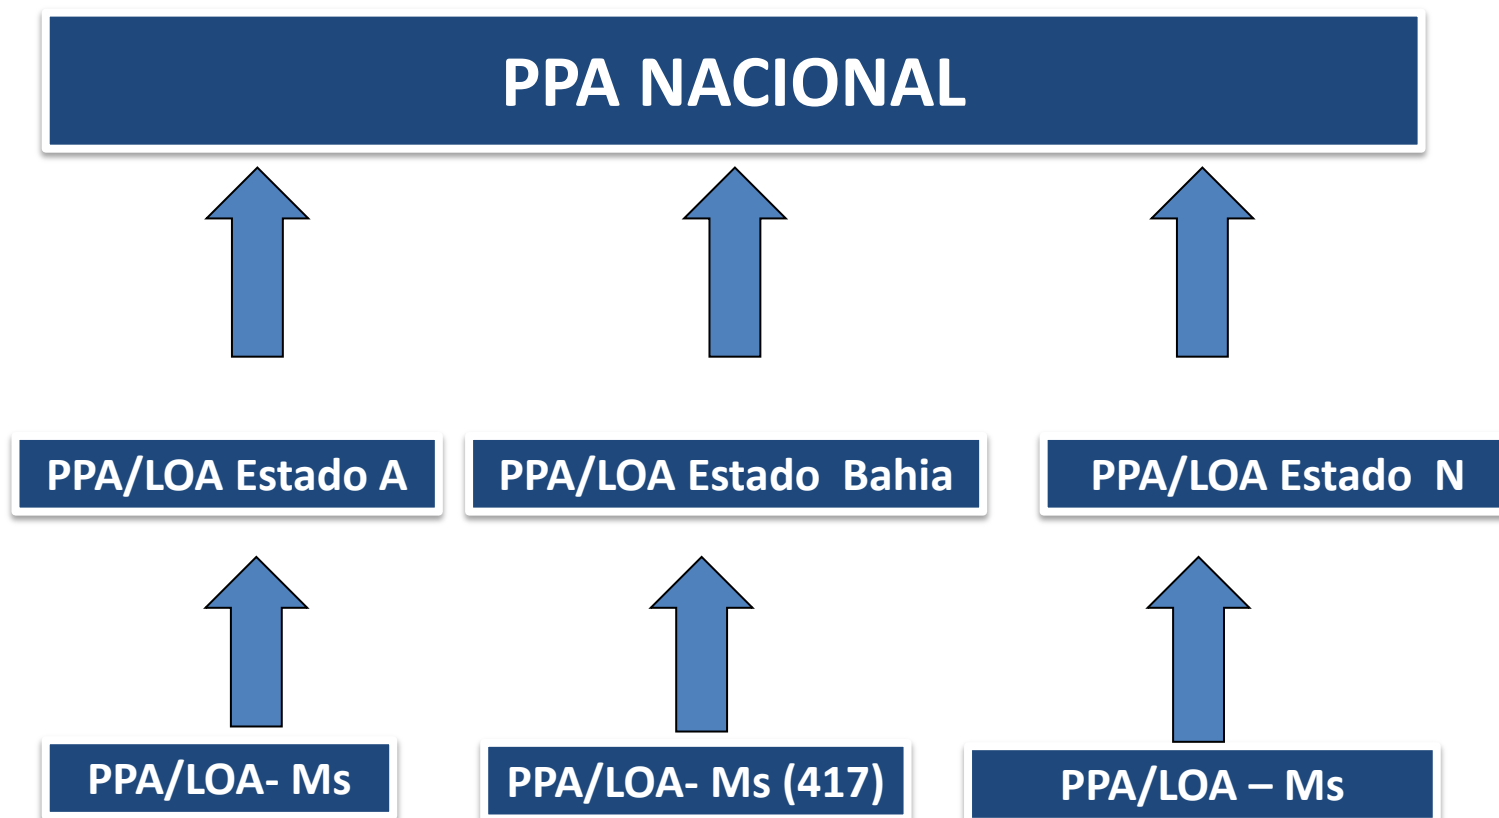 PPA NACIONAL
PPA/LOA Estado A
PPA/LOA Estado  Bahia
PPA/LOA Estado  N
PPA/LOA- Ms
PPA/LOA- Ms (417)
PPA/LOA – Ms